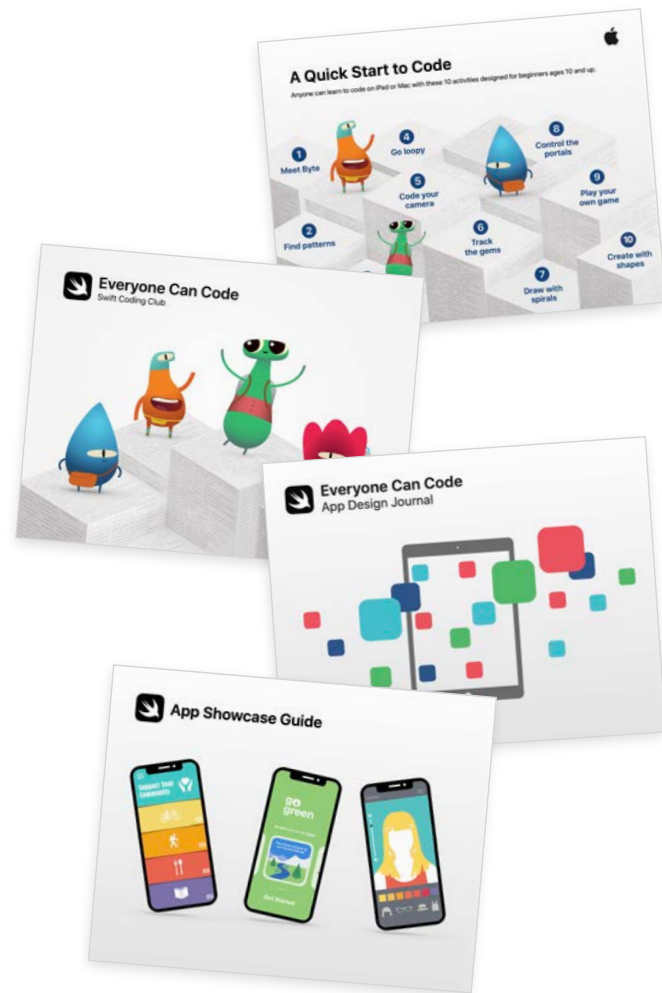 A Quick Start to Code
Anyone can learn to code on iPad or Mac with these 10 activities designed for beginners ages 10 and up.
1
Meet Byte
4
Go loopy
8
Control the
portals
5
Code your
camera
9
Play your
own game
2
Find patterns
6
Track
the gems
10
Create with
shapes
7
Draw with
spirals
Everyone Can Code
Swift Coding Club
Everyone Can Code
App Design Journal
App Showcase Guide
Support Your
Community
go
green
Get Started